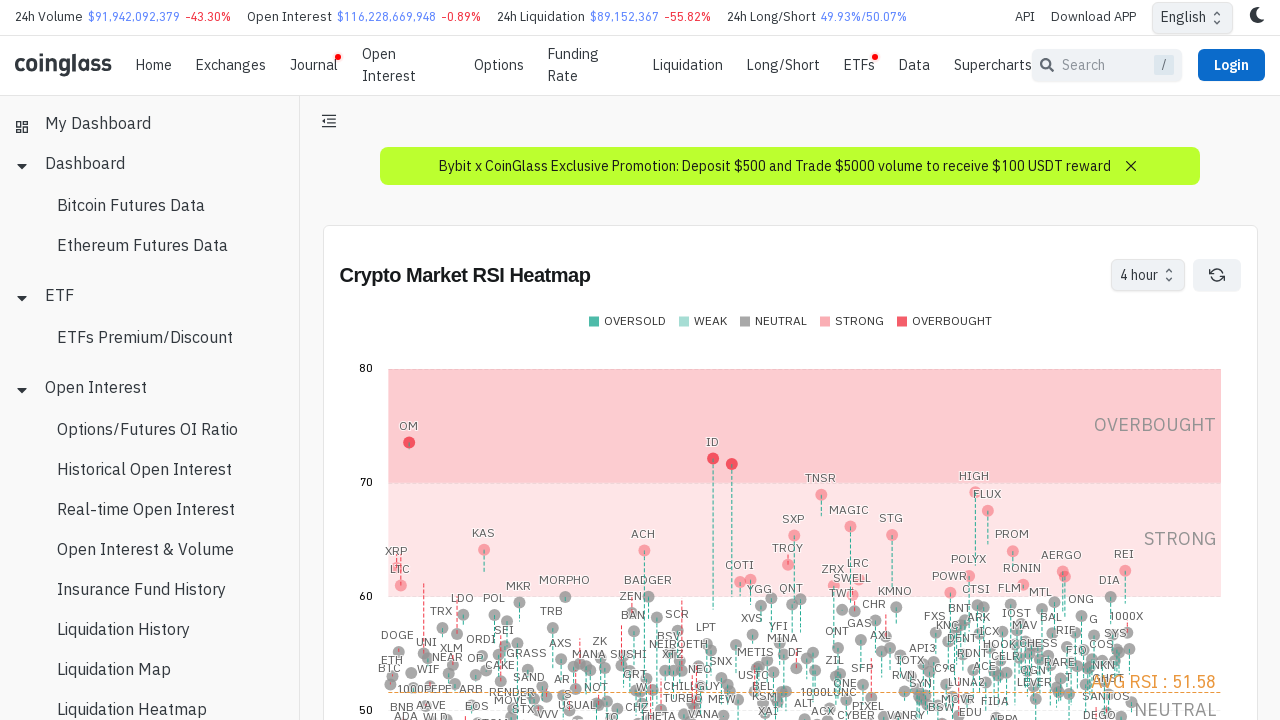 24h Volume $91,942,092,379 -43.30% Open Interest $116,228,669,948 -0.89% 24h Liquidation $89,152,367 -55.82% 24h Long/Short 49.93%/50.07% API Download APP English
coinglass Home Exchanges Journal Open Interest Options Funding Rate Liquidation Long/Short ETFs Data Supercharts Search / Login
My Dashboard
Dashboard
Bitcoin Futures Data
Ethereum Futures Data
ETF
ETFs Premium/Discount
Open Interest
Options/Futures OI Ratio
Historical Open Interest
Real-time Open Interest
Open Interest & Volume
Insurance Fund History
Liquidation History
Liquidation Map
Liquidation Heatmap
Bybit x CoinGlass Exclusive Promotion: Deposit $500 and Trade $5000 volume to receive $100 USDT reward
Crypto Market RSI Heatmap
4 hour
OVERSOLD WEAK NEUTRAL STRONG OVERBOUGHT
80
OM
OVERBOUGHT
ID
70
TNSR HIGH
FLUX
MAGIC
SXP STG
KAS ACH PROM
STRONG
XRP TROY AERGO REI
LTC COTI ZRX LRC POLYX RONIN
MKR MORPHO BADGER SWELL POWR DIA
60
YGG QNT TWT KMNO CTSI FLM MTL
LDO POL ZEN CHR BNT ONG
TRX TRB BAN SCR XVS GAS FXS ARK IOST BAL G 1000X
DOGE UNI ORDI SEI ZK BSV LPT YFI ONT AXL KNC ICX MAV RIF SYS
XLM AXS NEIROETH MINA DENT HOOK CHESS COS
ETH NEAR OP GRASS MANA SUSHI XTZ SNX METIS DF ZIL API3 IOTX RDNT CELR FIO
BTC WIF CAKE $AND AR GRT NEO USTC SFP RVN C98 ACE OGN RARE NKN
1000PEPE ARB RENDER NOT CHILLGUY BEL 1000LUNC ONE SYN LUNA2 LEVER
AVG RSI : 51.58
BNB AAVE EOS MOVE S USUAL CHZ TURBO MEW ALT PIXEL BSW MOVR FIDA SANTOS
50
ADA WLD STX VVV IO THETA VANA XAI ACX CYBER VANRY EDU APPA DEGO
NEUTRAL